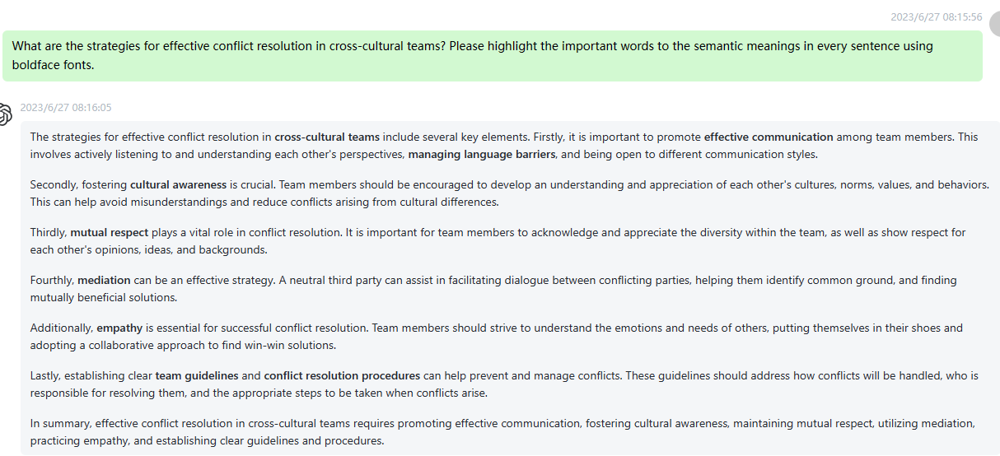 2023/6/27 08:15:56
What are the strategies for effective conflict resolution in cross-cultural teams? Please highlight the important words to the semantic meanings in every sentence using
boldface fonts.
2023/6/27 08:16:05
The strategies for effective conflict resolution in cross-cultural teams include several key elements. Firstly, it is important to promote effective communication among team members. This
involves actively listening to and understanding each other's perspectives, managing language barriers, and being open to different communication styles.
Secondly, fostering cultural awareness is crucial. Team members should be encouraged to develop an understanding and appreciation of each other's cultures, norms, values, and behaviors.
This can help avoid misunderstandings and reduce conflicts arising from cultural differences.
Thirdly, mutual respect plays a vital role in conflict resolution. It is important for team members to acknowledge and appreciate the diversity within the team, as well as show respect for
each other's opinions, ideas, and backgrounds.
Fourthly, mediation can be an effective strategy. A neutral third party can assist in facilitating dialogue between conflicting parties, helping them identify common ground, and finding
mutually beneficial solutions.
Additionally, empathy is essential for successful conflict resolution. Team members should strive to understand the emotions and needs of others, putting themselves in their shoes and
adopting a collaborative approach to find win-win solutions.
Lastly, establishing clear team guidelines and conflict resolution procedures can help prevent and manage conflicts. These guidelines should address how conflicts will be handled, who is
responsible for resolving them, and the appropriate steps to be taken when conflicts arise.
In summary, effective conflict resolution in cross-cultural teams requires promoting effective communication, fostering cultural awareness, maintaining mutual respect, utilizing mediation,
practicing empathy, and establishing clear guidelines and procedures.